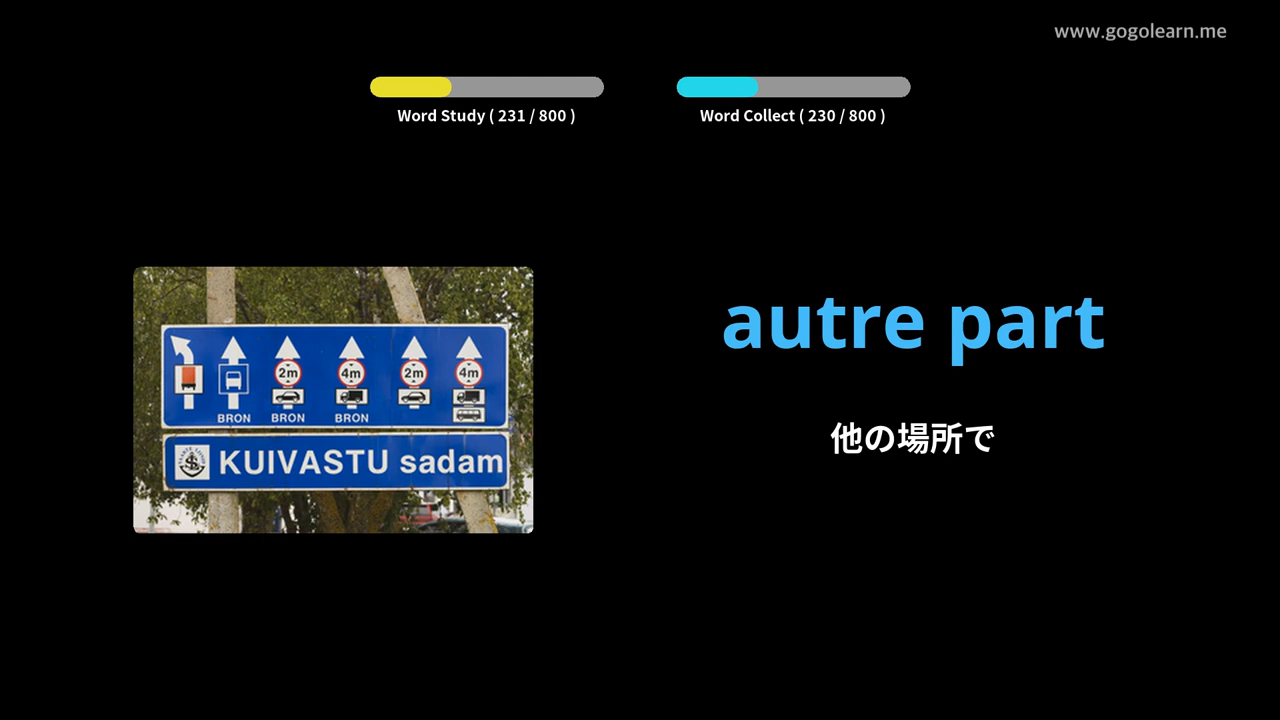 www.gogolearn.me
Word Study ( 231 / 800 )
Word Collect ( 230 / 800 )
2m 4m 2m 4m
BRON BRON BRON
KUIVASTU sadam
autre part
他の場所で